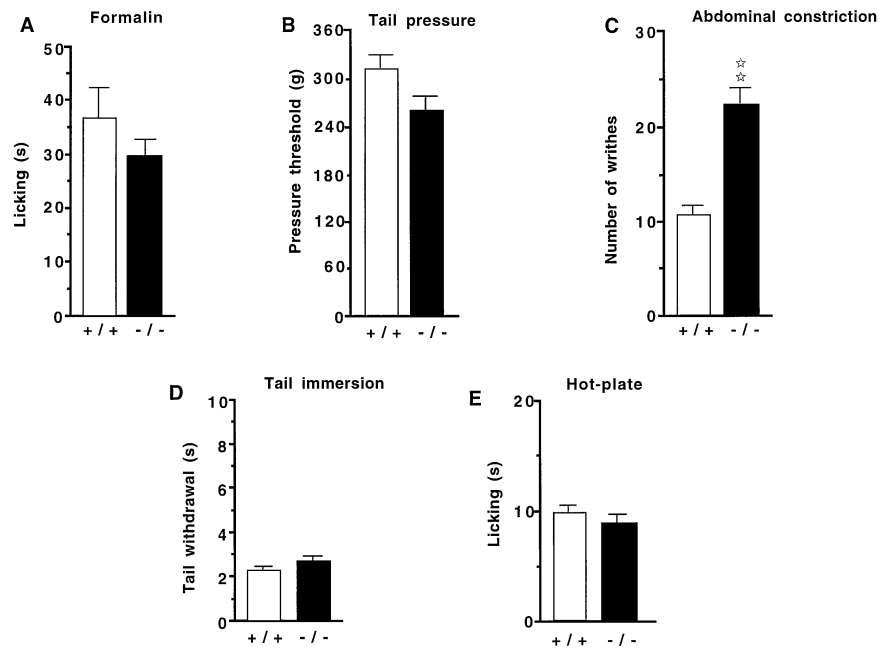 A
Formalin
50
40
30
20
10
0
Licking (s)
+ / +
- / -
B
Tail pressure
360
300
240
180
120
60
0
Pressure threshold (g)
+ / +
- / -
C
Abdominal constriction
30
20
10
0
Number of writhes
☆
☆
+ / +
- / -
D
Tail immersion
10
8
6
4
2
0
Tail withdrawal (s)
+ / +
- / -
E
Hot-plate
20
10
0
Licking (s)
+ / +
- / -